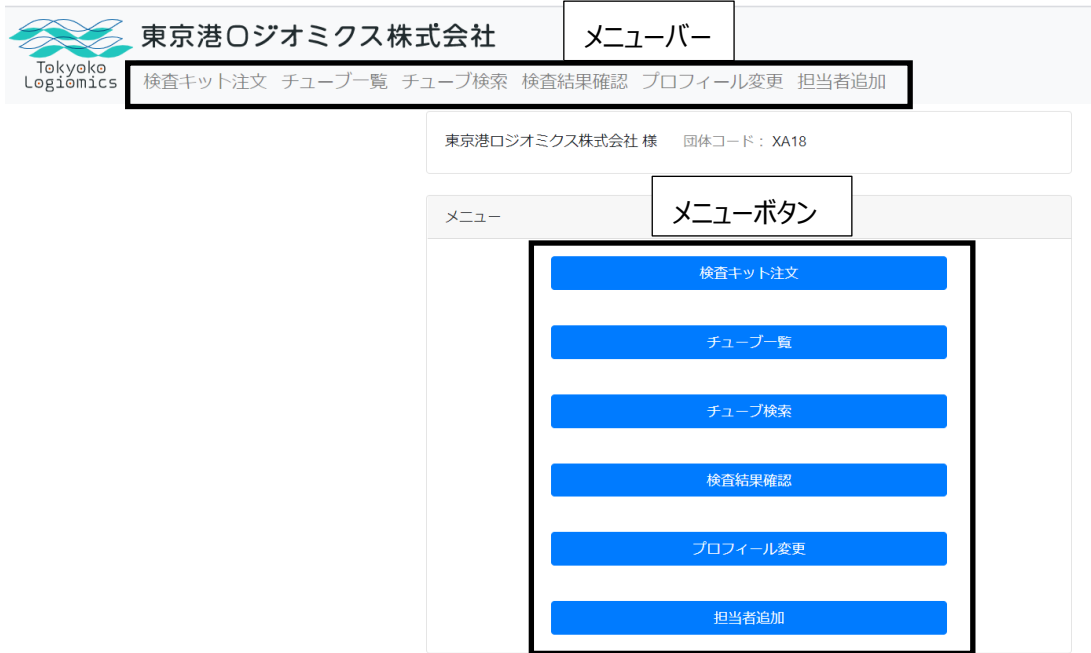 東京港ロジオミクス株式会社
メニューバー
Tokyoko
Logiomics
検査キット注文 チューブ一覧 チューブ検索 検査結果確認 プロフィール変更 担当者追加
東京港ロジオミクス株式会社 様 団体コード： XA18
メニュー
メニューボタン
検査キット注文
チューブ一覧
チューブ検索
検査結果確認
プロフィール変更
担当者追加